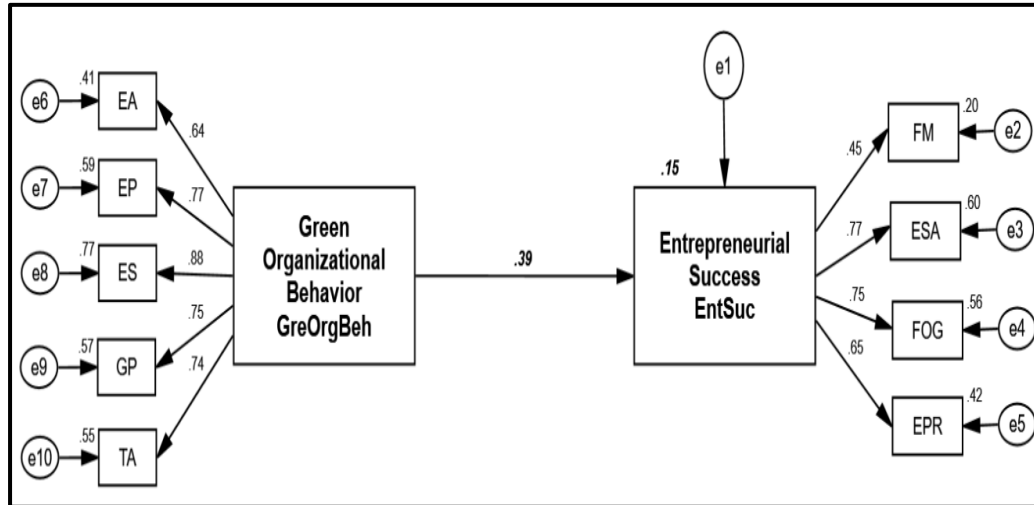 e6
.41
EA
.64
e7
.59
EP
.77
e8
.77
ES
.88
e9
.57
GP
.75
e10
.55
TA
.74
Green
Organizational
Behavior
GreOrgBeh
.39
e1
.15
Entrepreneurial
Success
EntSuc
.45
FM
.20
e2
.77
ESA
.60
e3
.75
FOG
.56
e4
.65
EPR
.42
e5